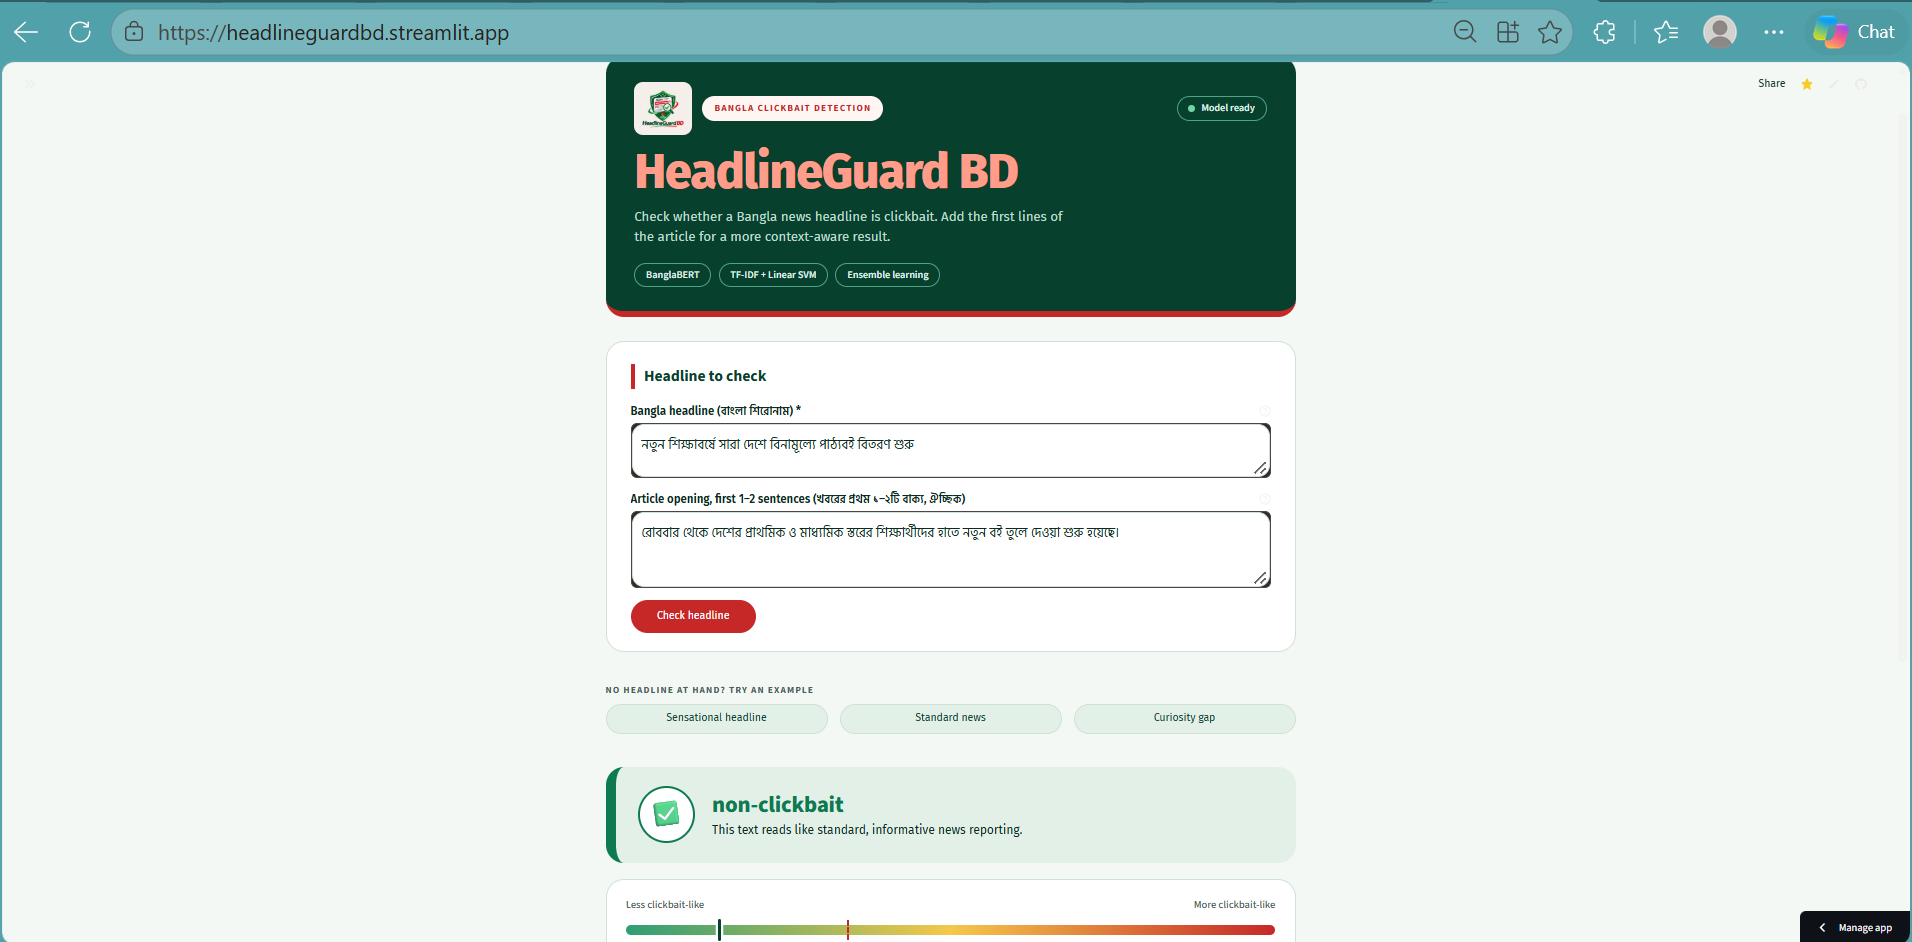 https://headlineguardbd.streamlit.app
Chat
Share
HeadlineGuard BD
BANGLA CLICKBAIT DETECTION
Model ready
HeadlineGuard BD
Check whether a Bangla news headline is clickbait. Add the first lines of
the article for a more context-aware result.
BanglaBERT
TF-IDF + Linear SVM
Ensemble learning
Headline to check
Bangla headline (বাংলা শিরোনাম) *
নতুন শিক্ষাবর্ষে সারা দেশে বিনামূল্যে পাঠ্যবই বিতরণ শুরু
Article opening, first 1–2 sentences (খবরের প্রথম ১–২টি বাক্য, ঐচ্ছিক)
রোববার থেকে দেশের প্রাথমিক ও মাধ্যমিক স্তরের শিক্ষার্থীদের হাতে নতুন বই তুলে দেওয়া শুরু হয়েছে।
Check headline
NO HEADLINE AT HAND? TRY AN EXAMPLE
Sensational headline
Standard news
Curiosity gap
non-clickbait
This text reads like standard, informative news reporting.
Less clickbait-like
More clickbait-like
Manage app